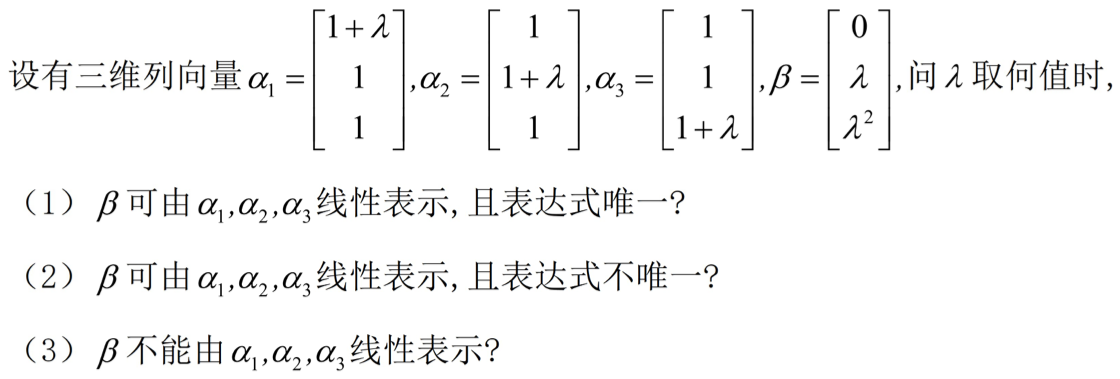 设有三维列向量 $\alpha_1 = \begin{bmatrix} 1+\lambda \\ 1 \\ 1 \end{bmatrix}, \alpha_2 = \begin{bmatrix} 1 \\ 1+\lambda \\ 1 \end{bmatrix}, \alpha_3 = \begin{bmatrix} 1 \\ 1 \\ 1+\lambda \end{bmatrix}, \beta = \begin{bmatrix} 0 \\ \lambda \\ \lambda^2 \end{bmatrix}$, 问 $\lambda$ 取何值时,
(1) $\beta$ 可由 $\alpha_1, \alpha_2, \alpha_3$ 线性表示, 且表达式唯一?
(2) $\beta$ 可由 $\alpha_1, \alpha_2, \alpha_3$ 线性表示, 且表达式不唯一?
(3) $\beta$ 不能由 $\alpha_1, \alpha_2, \alpha_3$ 线性表示?